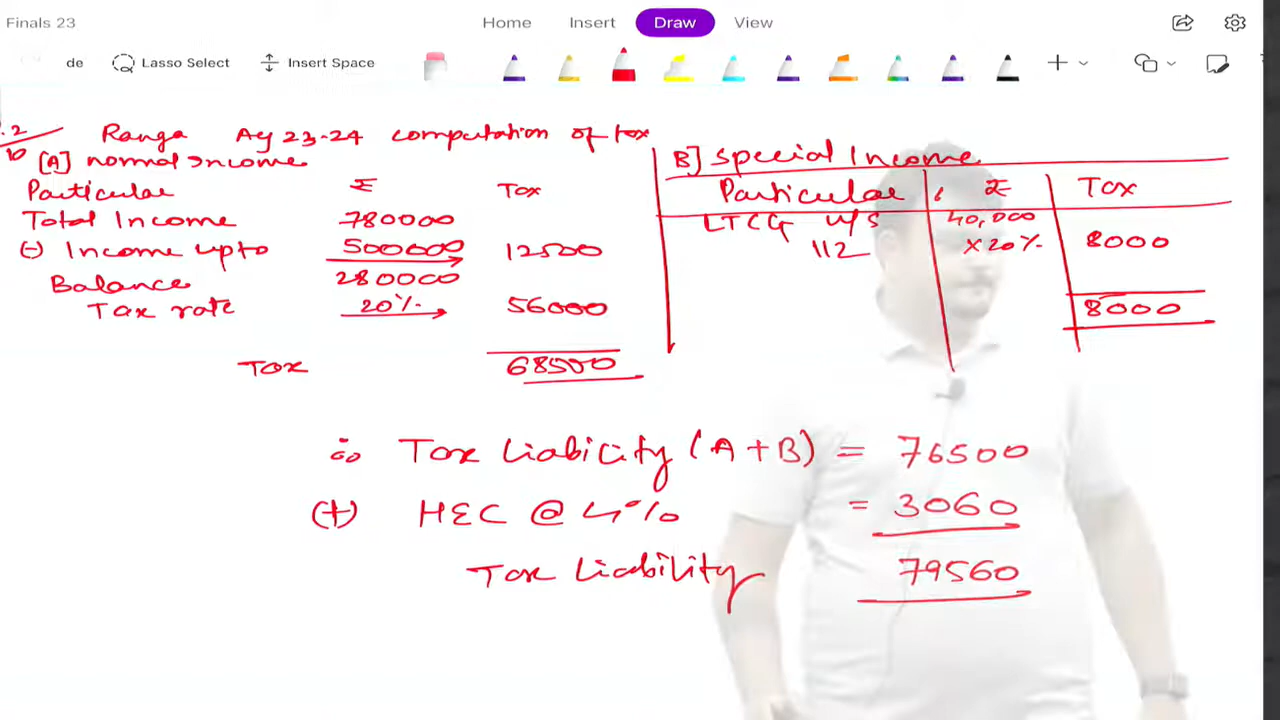 Finals 23
Home Insert Draw View
de Lasso Select Insert Space
Ranga Ay 23-24 computation of tax
[A] normal Income
Particular ₹ Tax
Total Income 780000
(-) Income upto 500000 12500
Balance 280000
Tax rate 20% 56000
Tax 68500
B] Special Income
Particular ₹ Tax
LTCG u/s 40,000
112 X 20% 8000
8000
∴ Tax Liability (A+B) = 76500
(+) HEC @ 4% = 3060
Tax Liability 79560